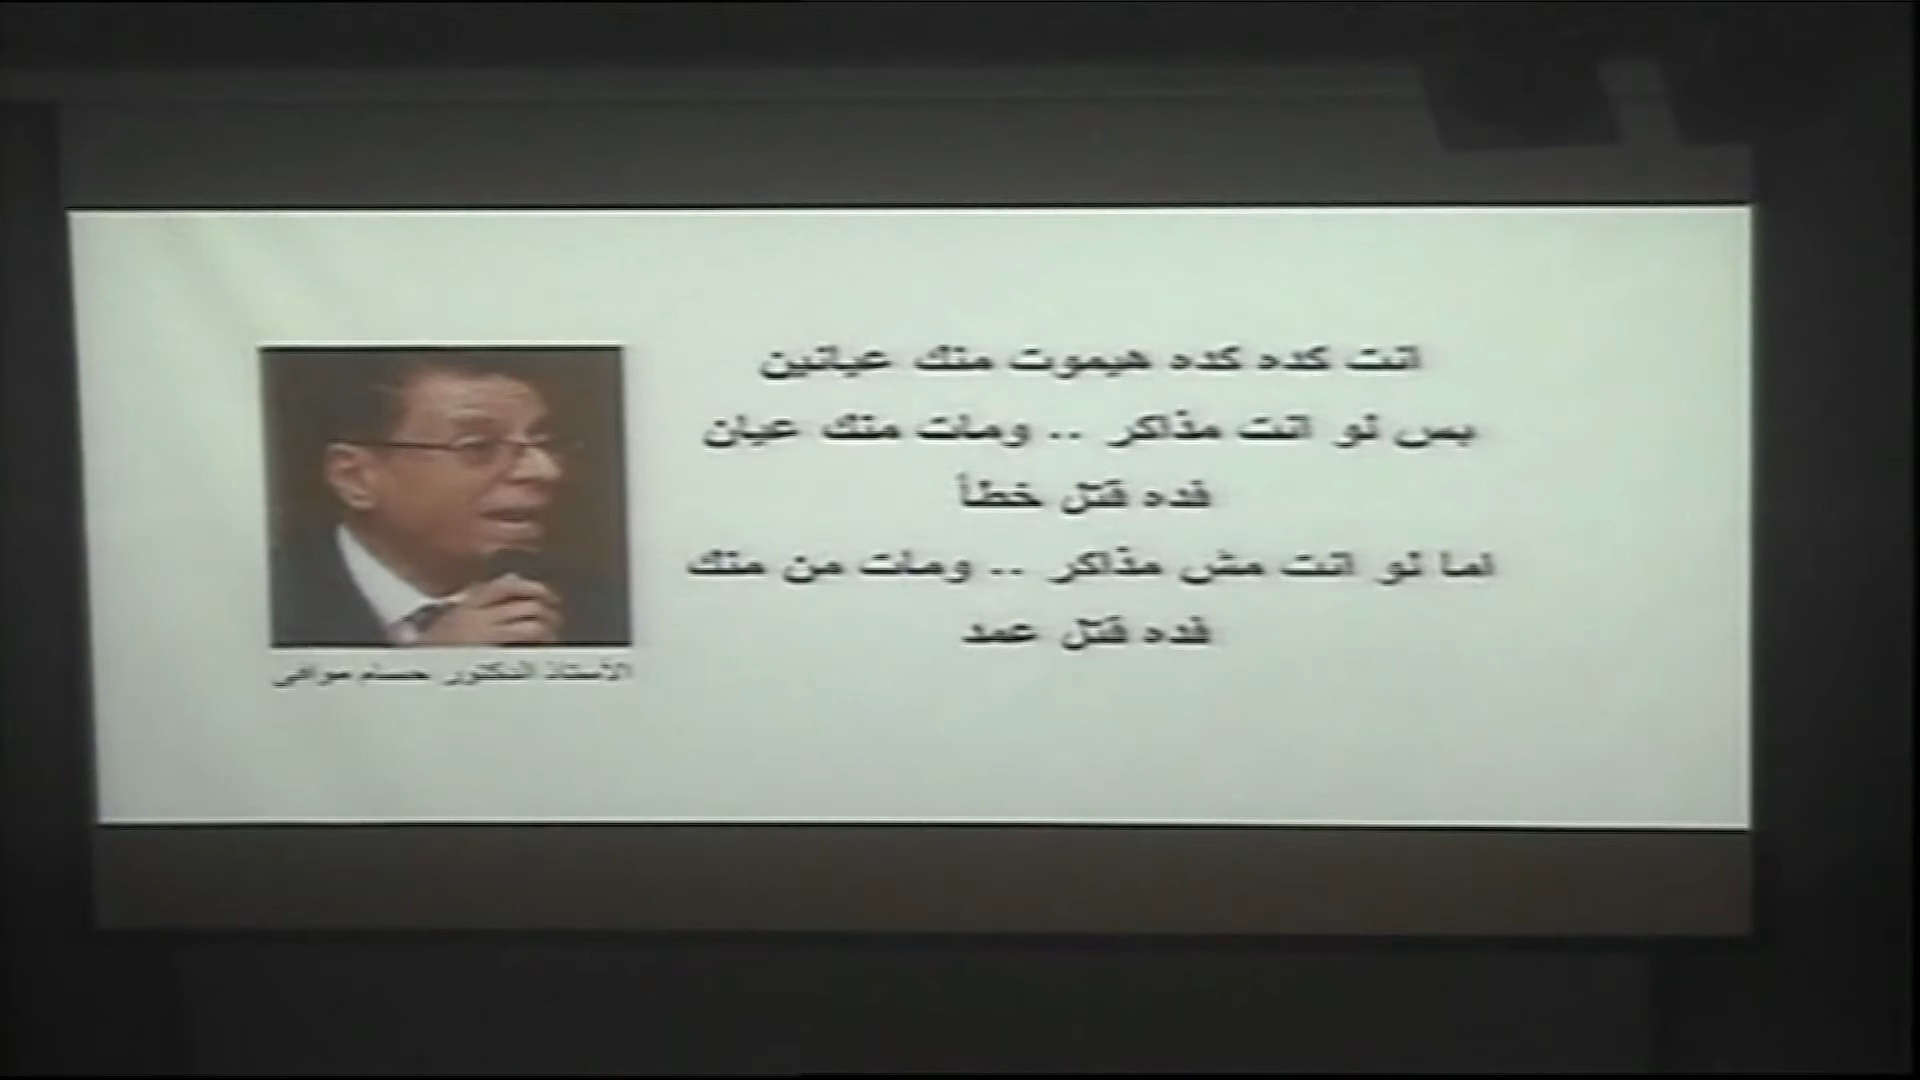 انت كده كده هيموت منك عيانين
بس لو انت مذاكر .. ومات منك عيان
فده قتل خطأ
اما لو انت مش مذاكر .. ومات من منك
فده قتل عمد
الأستاذ الدكتور حسام موافى